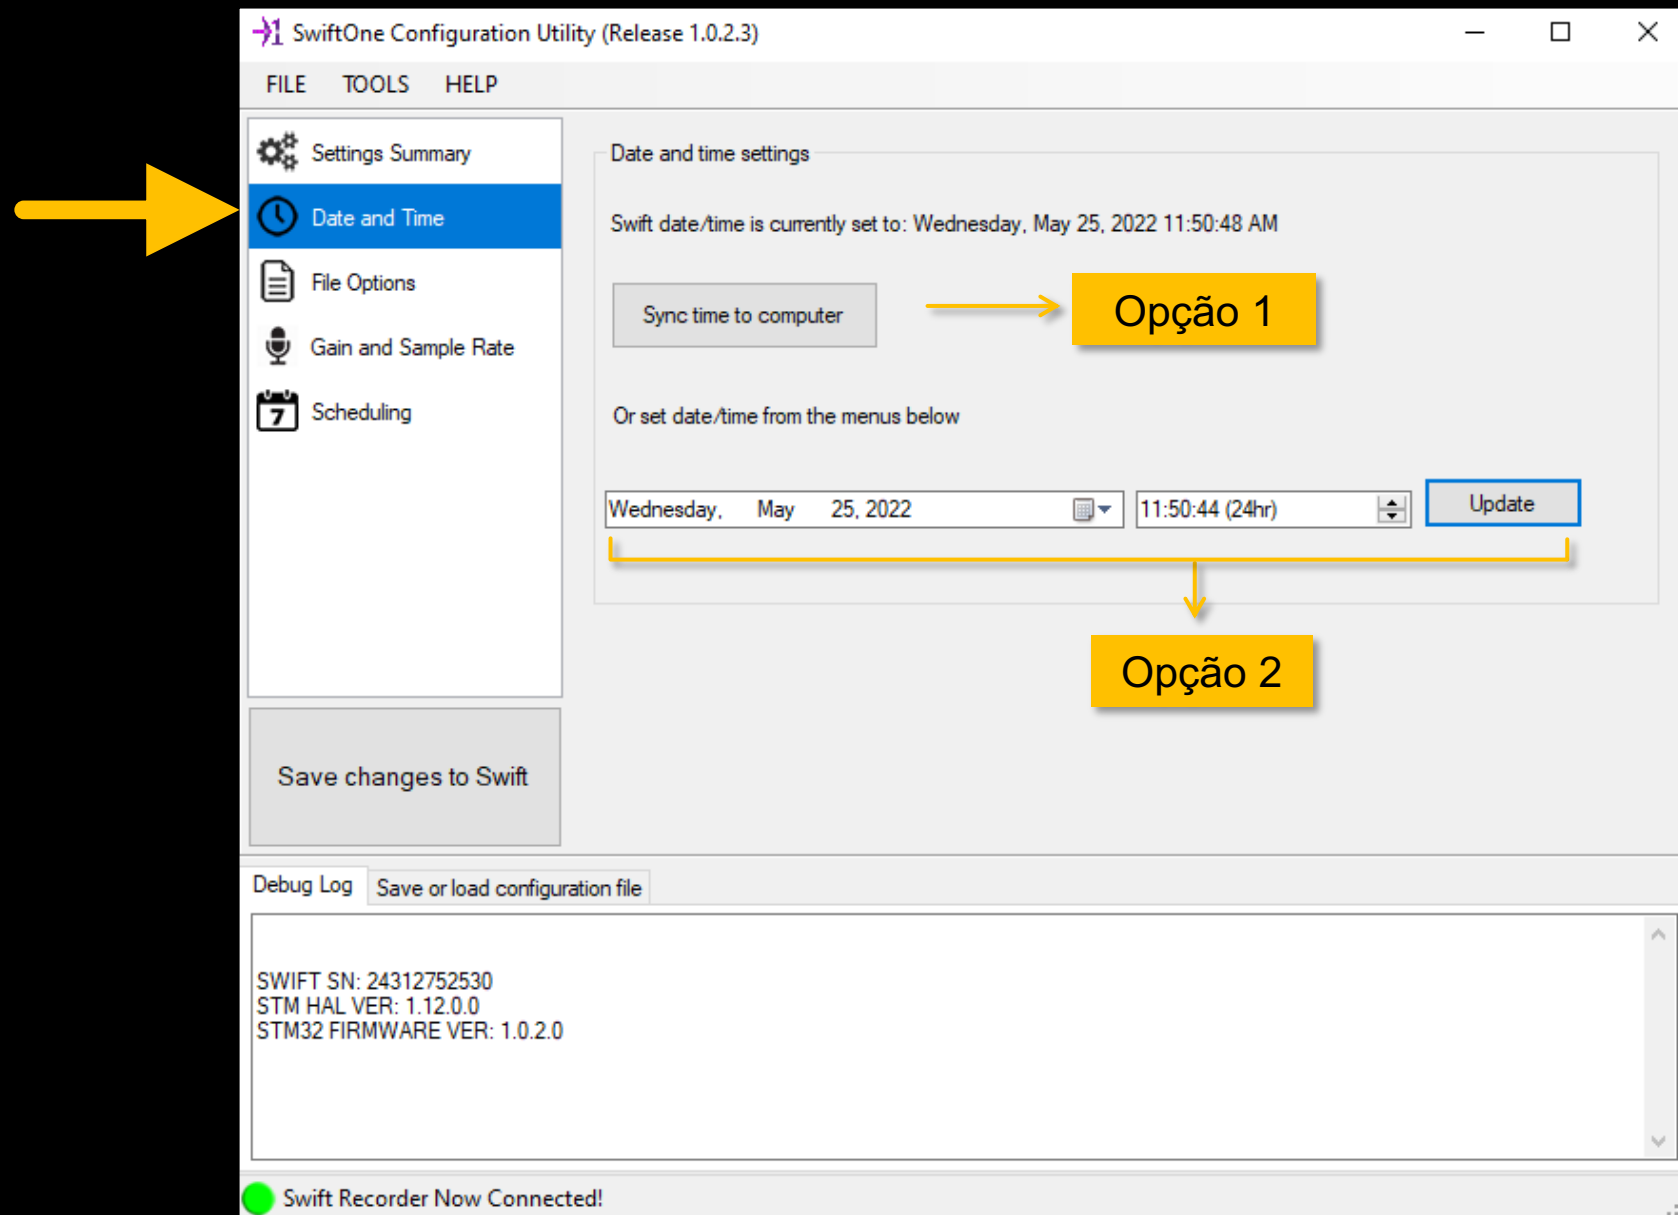 SwiftOne Configuration Utility (Release 1.0.2.3)
FILE TOOLS HELP
Settings Summary
Date and Time
File Options
Gain and Sample Rate
7 Scheduling
Save changes to Swift
Date and time settings
Swift date/time is currently set to: Wednesday, May 25, 2022 11:50:48 AM
Sync time to computer
Opção 1
Or set date/time from the menus below
Wednesday, May 25, 2022 11:50:44 (24hr) Update
Opção 2
Debug Log Save or load configuration file
SWIFT SN: 24312752530
STM HAL VER: 1.12.0.0
STM32 FIRMWARE VER: 1.0.2.0
Swift Recorder Now Connected!